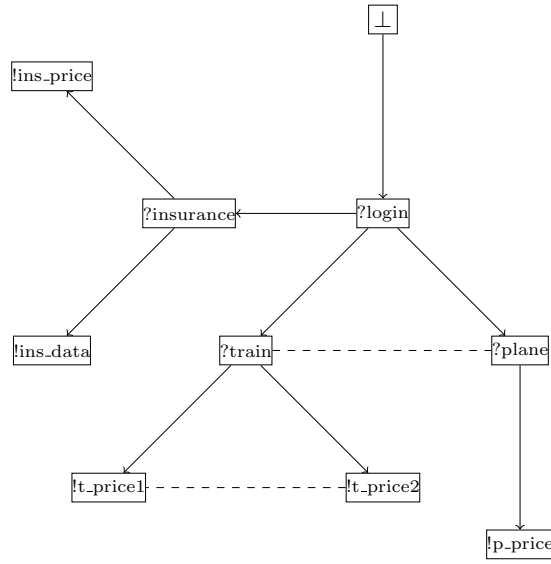 ⊥
!ins_price
?insurance
?login
!ins_data
?train
?plane
!t_price1
!t_price2
!p_price